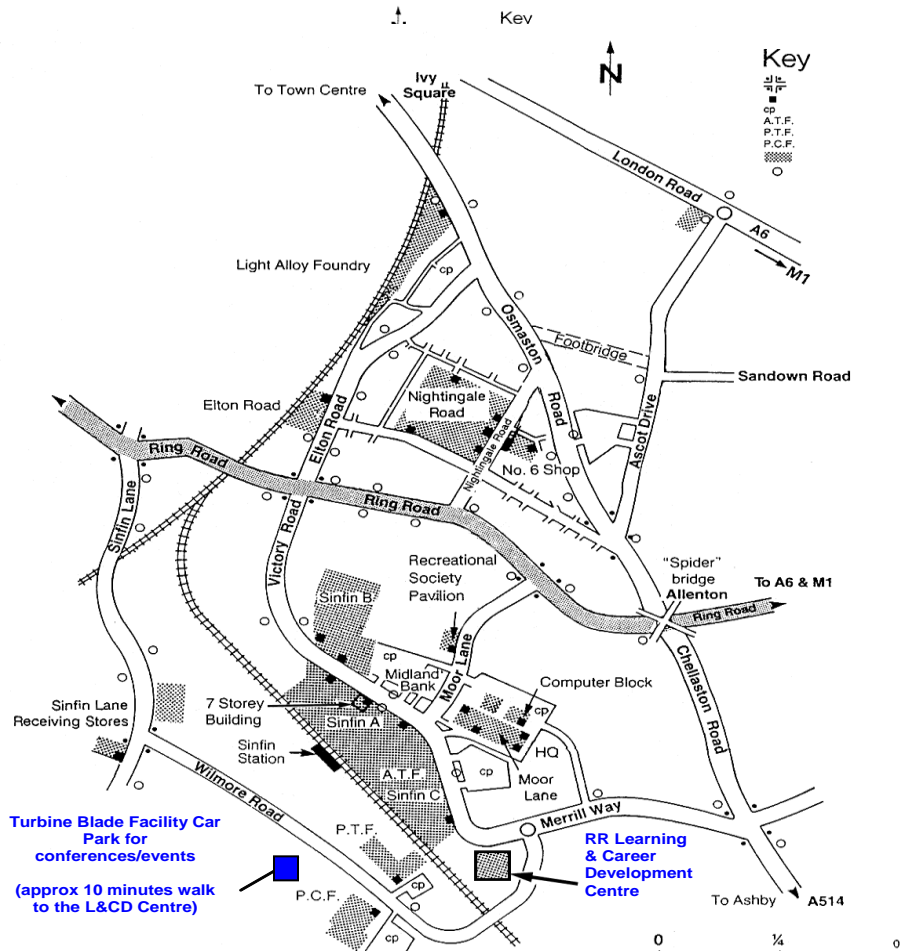 Kev
N
Key
cp
A.T.F.
P.T.F.
P.C.F.
To Town Centre
Ivy
Square
London Road
A6
M1
Light Alloy Foundry
cp
Osmaston
Road
Footbridge
Sandown Road
Elton Road
Elton Road
Nightingale
Road
Nightingale Road
No. 6 Shop
Ascot Drive
Ring Road
Ring Road
Sinfin Lane
Victory Road
Recreational
Society
Pavilion
"Spider"
bridge
Allenton
To A6 & M1
Ring Road
Sinfin B
cp
Midland
Bank
Moor Lane
Computer Block
cp
HQ
Chellaston Road
Sinfin Lane
Receiving Stores
7 Storey
Building
Sinfin A
Sinfin
Station
A.T.F.
Sinfin C
cp
Moor
Lane
Wilmore Road
Merrill Way
Turbine Blade Facility Car
Park for
conferences/events
(approx 10 minutes walk
to the L&CD Centre)
P.T.F.
cp
P.C.F.
cp
RR Learning
& Career
Development
Centre
To Ashby
A514
0
¼
0